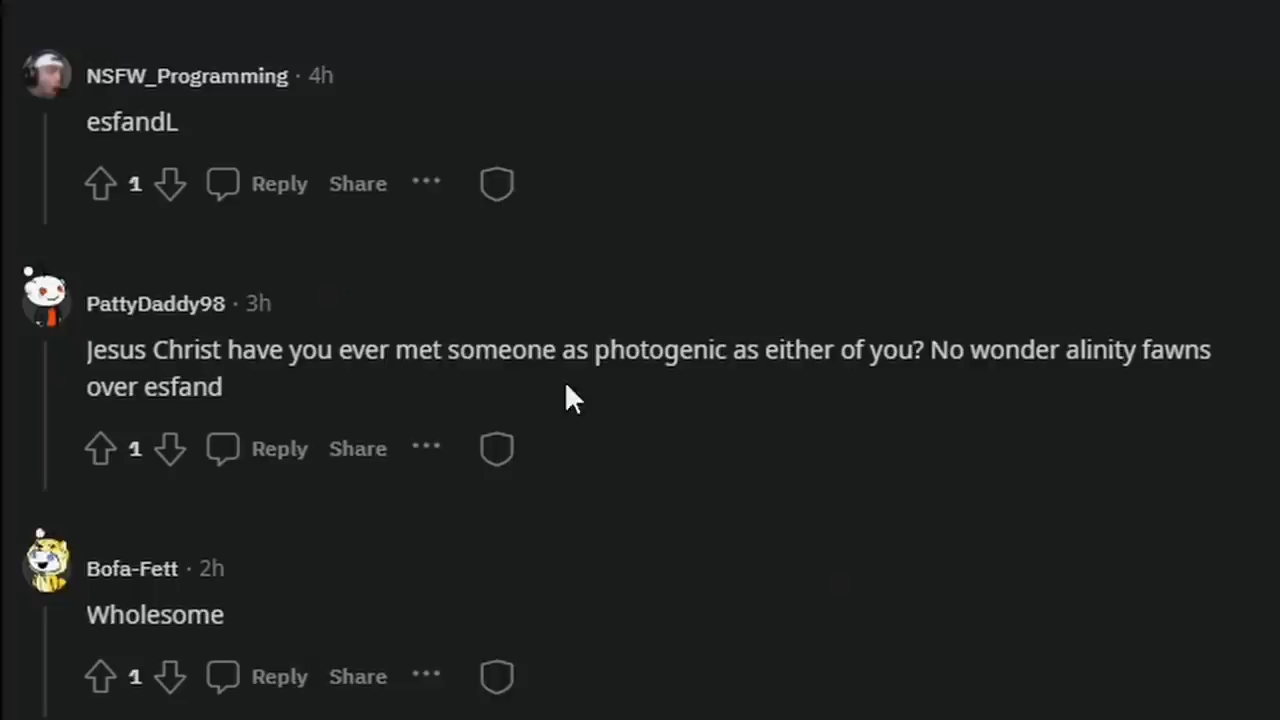 NSFW_Programming · 4h
esfandL
1 Reply Share ···
PattyDaddy98 · 3h
Jesus Christ have you ever met someone as photogenic as either of you? No wonder alinity fawns
over esfand
1 Reply Share ···
Bofa-Fett · 2h
Wholesome
1 Reply Share ···